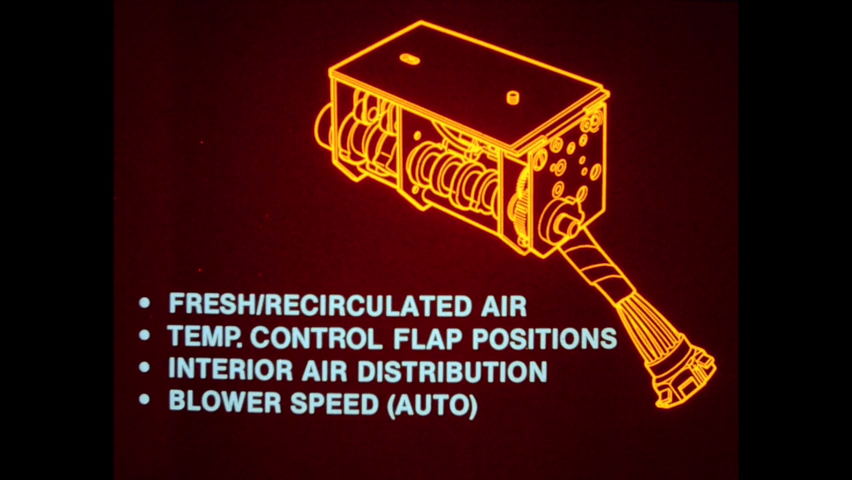 • FRESH/RECIRCULATED AIR
• TEMP. CONTROL FLAP POSITIONS
• INTERIOR AIR DISTRIBUTION
• BLOWER SPEED (AUTO)